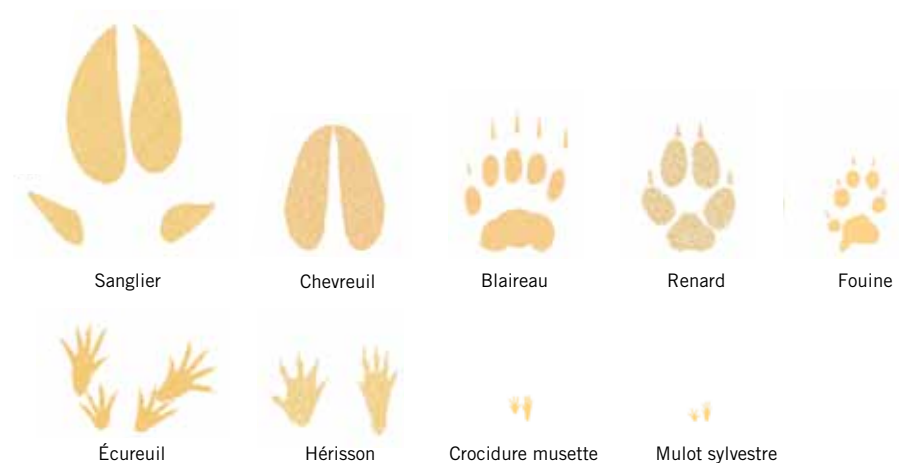 Sanglier
Chevreuil
Blaireau
Renard
Fouine
Écureuil
Hérisson
Crocidure musette
Mulot sylvestre